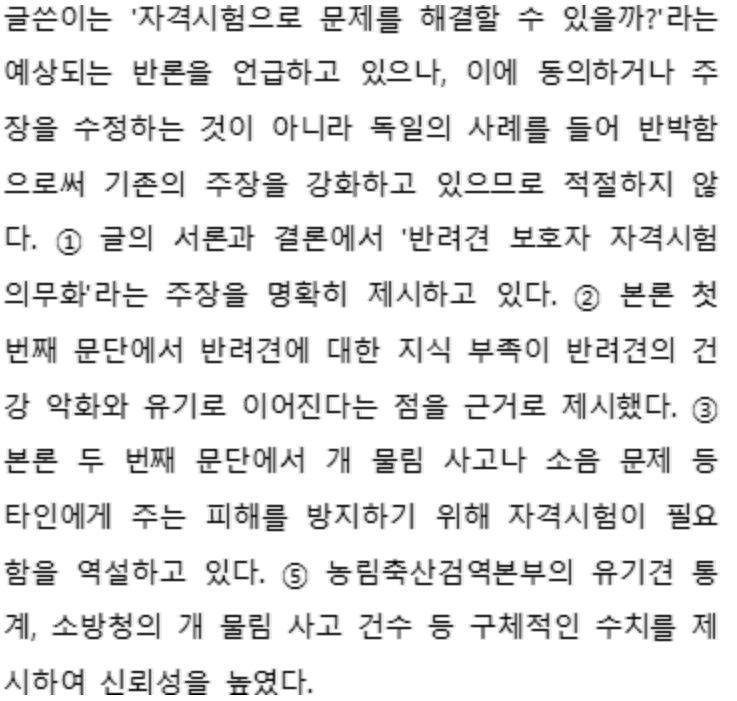 글쓴이는 '자격시험으로 문제를 해결할 수 있을까?'라는
예상되는 반론을 언급하고 있으나, 이에 동의하거나 주
장을 수정하는 것이 아니라 독일의 사례를 들어 반박함
으로써 기존의 주장을 강화하고 있으므로 적절하지 않
다. ① 글의 서론과 결론에서 '반려견 보호자 자격시험
의무화'라는 주장을 명확히 제시하고 있다. ② 본론 첫
번째 문단에서 반려견에 대한 지식 부족이 반려견의 건
강 악화와 유기로 이어진다는 점을 근거로 제시했다. ③
본론 두 번째 문단에서 개 물림 사고나 소음 문제 등
타인에게 주는 피해를 방지하기 위해 자격시험이 필요
함을 역설하고 있다. ⑤ 농림축산검역본부의 유기견 통
계, 소방청의 개 물림 사고 건수 등 구체적인 수치를 제
시하여 신뢰성을 높였다.